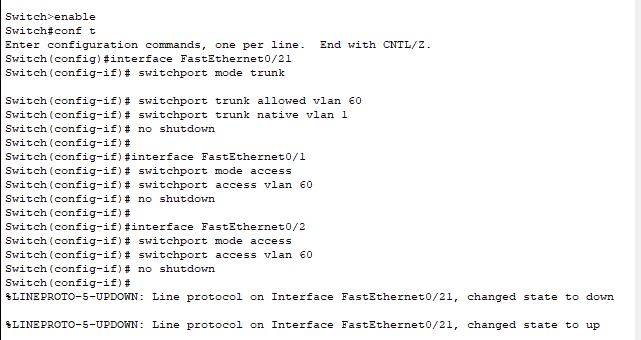 Switch>enable
Switch#conf t
Enter configuration commands, one per line.  End with CNTL/Z.
Switch(config)#interface FastEthernet0/21
Switch(config-if)# switchport mode trunk
Switch(config-if)# switchport trunk allowed vlan 60
Switch(config-if)# switchport trunk native vlan 1
Switch(config-if)# no shutdown
Switch(config-if)#
Switch(config-if)#interface FastEthernet0/1
Switch(config-if)# switchport mode access
Switch(config-if)# switchport access vlan 60
Switch(config-if)# no shutdown
Switch(config-if)#
Switch(config-if)#interface FastEthernet0/2
Switch(config-if)# switchport mode access
Switch(config-if)# switchport access vlan 60
Switch(config-if)# no shutdown
Switch(config-if)#
%LINEPROTO-5-UPDOWN: Line protocol on Interface FastEthernet0/21, changed state to down
%LINEPROTO-5-UPDOWN: Line protocol on Interface FastEthernet0/21, changed state to up